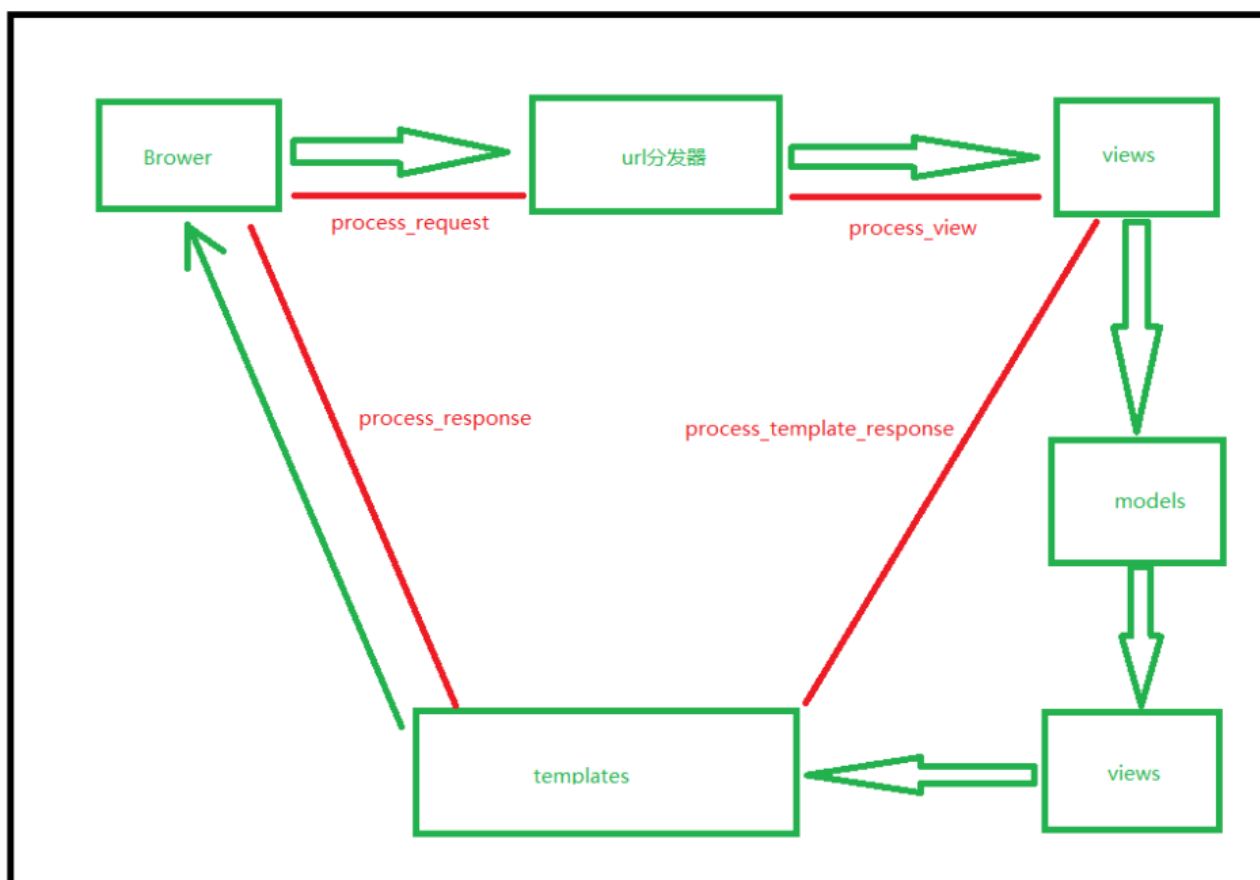 Brower
url分发器
views
process_request
process_view
process_response
process_template_response
models
templates
views